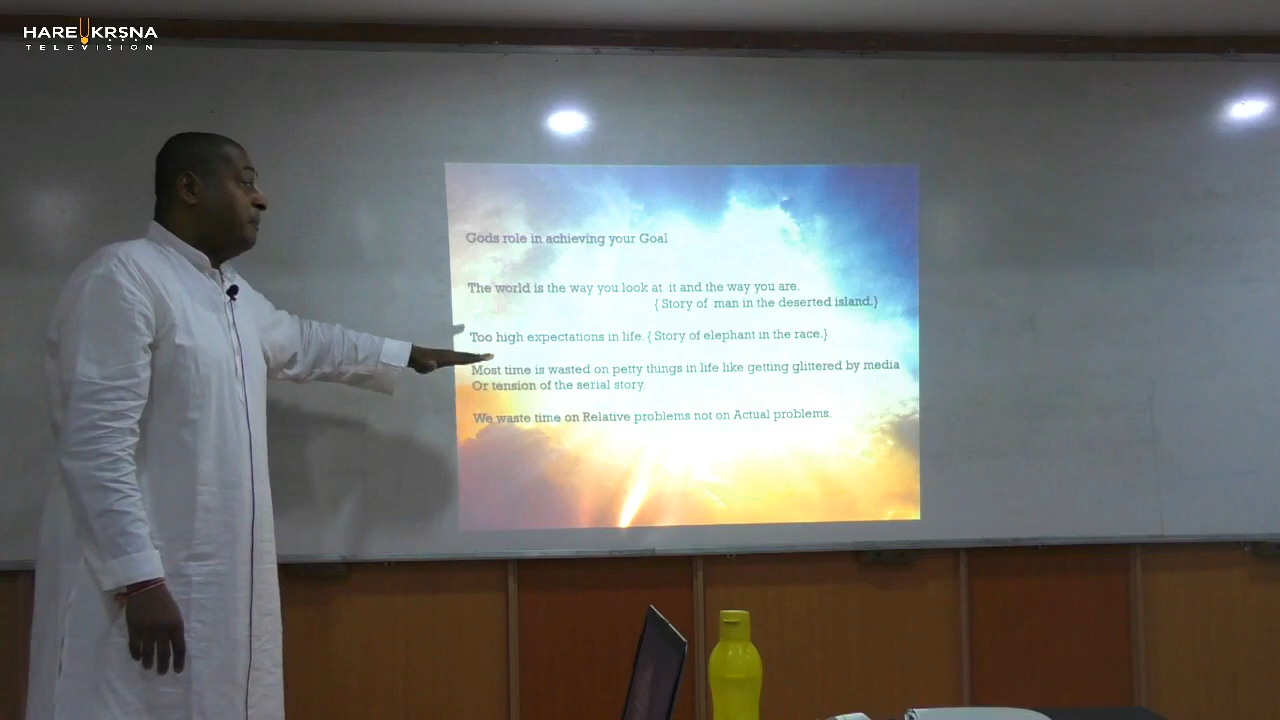 HARE KRSNA
TELEVISION
Gods role in achieving your Goal
The world is the way you look at it and the way you are.
{ Story of man in the deserted island.}
Too high expectations in life. { Story of elephant in the race.}
Most time is wasted on petty things in life like getting glittered by media
Or tension of the serial story.
We waste time on Relative problems not on Actual problems.